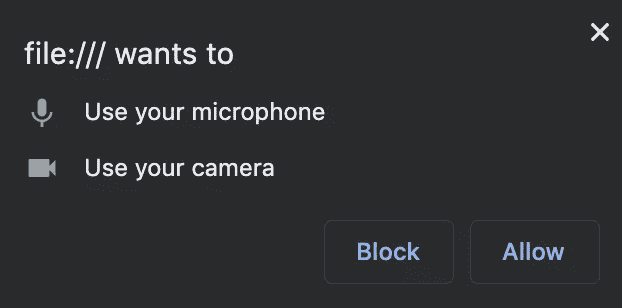 file:/// wants to
Use your microphone
Use your camera
Block
Allow